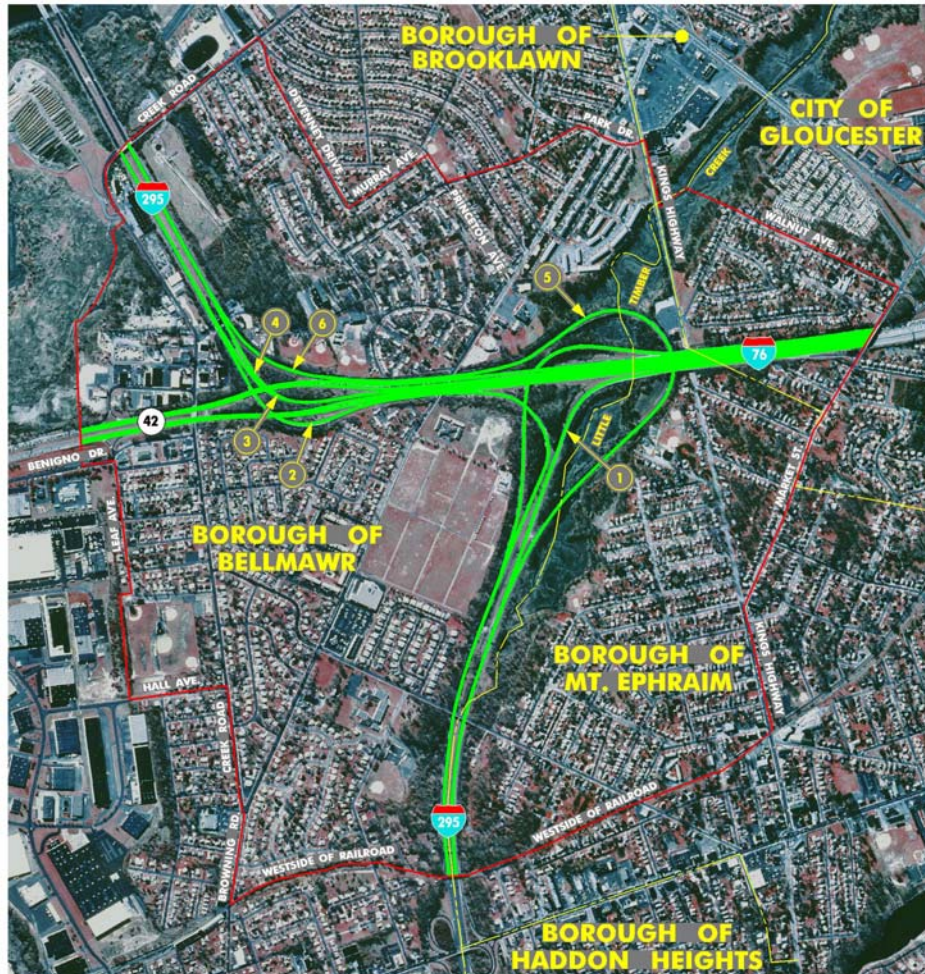 BOROUGH OF
BROOKLAWN
CITY OF
GLOUCESTER
CREEK ROAD
DEVENNEY DRIVE
MURRAY AVE.
PARK DR.
PRINCETON AVE.
KINGS HIGHWAY
CREEK
WALNUT AVE.
295
5
TIMBER
4
6
76
42
3
2
LITTLE
1
BENIGNO DR.
LEAF AVE.
BOROUGH OF
BELLMAWR
MARKET ST.
BOROUGH OF
MT. EPHRAIM
KINGS HIGHWAY
HALL AVE.
CREEK ROAD
BROWNING RD.
295
WESTSIDE OF RAILROAD
WESTSIDE OF RAILROAD
BOROUGH OF
HADDON HEIGHTS